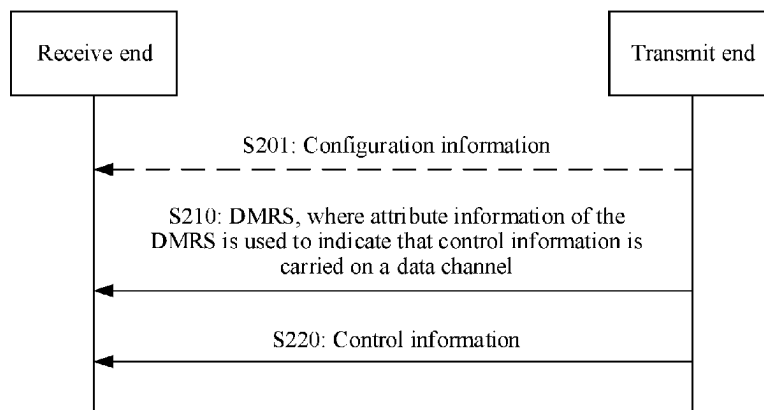 Receive end
Transmit end
S201: Configuration information
S210: DMRS, where attribute information of the
DMRS is used to indicate that control information is
carried on a data channel
S220: Control information